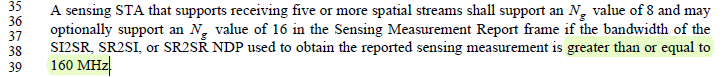 35 A sensing STA that supports receiving five or more spatial streams shall support an Ng value of 8 and may
36 optionally support an Ng value of 16 in the Sensing Measurement Report frame if the bandwidth of the
37
38 SI2SR, SR2SI, or SR2SR NDP used to obtain the reported sensing measurement is greater than or equal to
39 160 MHz.